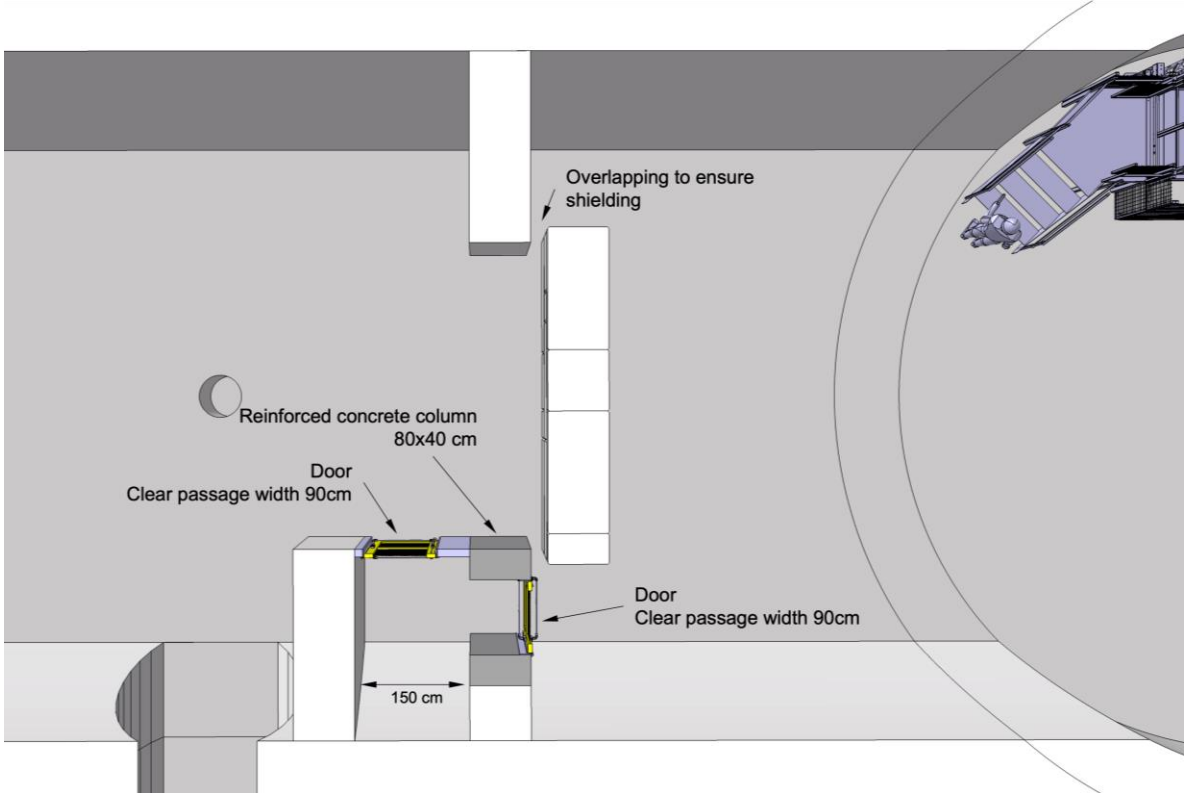 Overlapping to ensure
shielding
Reinforced concrete column
80x40 cm
Door
Clear passage width 90cm
Door
Clear passage width 90cm
150 cm